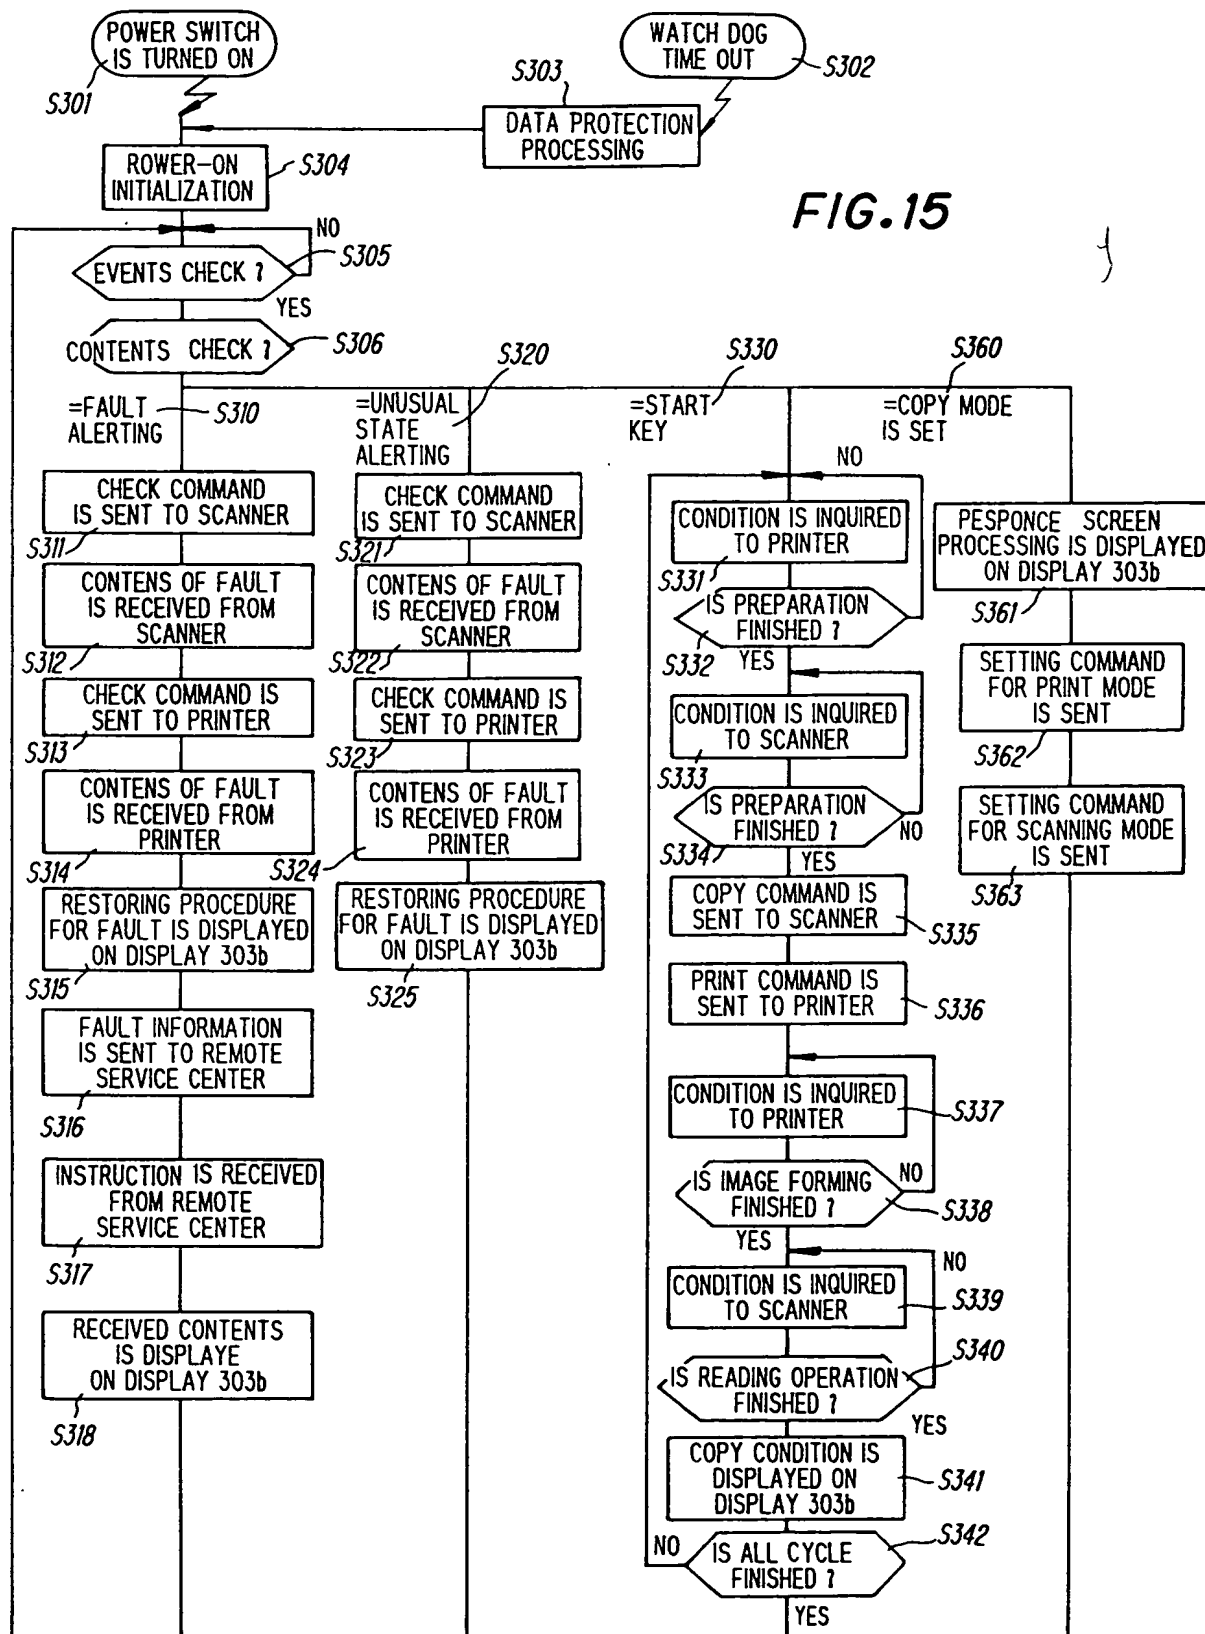 POWER SWITCH
IS TURNED ON
S301
WATCH DOG
TIME OUT
S302
S303
DATA PROTECTION
PROCESSING
ROWER-ON
INITIALIZATION
S304
FIG.15
NO
EVENTS CHECK ?
S305
YES
CONTENTS CHECK ?
S306
=FAULT
ALERTING
S310
=UNUSUAL
STATE
ALERTING
S320
=START
KEY
S330
=COPY MODE
IS SET
S360
CHECK COMMAND
IS SENT TO SCANNER
S311
CONTENS OF FAULT
IS RECEIVED FROM
SCANNER
S312
CHECK COMMAND IS
SENT TO PRINTER
S313
CONTENS OF FAULT
IS RECEIVED FROM
PRINTER
S314
RESTORING PROCEDURE
FOR FAULT IS DISPLAYED
ON DISPLAY 303b
S315
FAULT INFORMATION
IS SENT TO REMOTE
SERVICE CENTER
S316
INSTRUCTION IS RECEIVED
FROM REMOTE
SERVICE CENTER
S317
RECEIVED CONTENTS
IS DISPLAYE
ON DISPLAY 303b
S318
CHECK COMMAND
IS SENT TO SCANNER
S321
CONTENS OF FAULT
IS RECEIVED FROM
SCANNER
S322
CHECK COMMAND IS
SENT TO PRINTER
S323
CONTENS OF FAULT
IS RECEIVED FROM
PRINTER
S324
RESTORING PROCEDURE
FOR FAULT IS DISPLAYED
ON DISPLAY 303b
S325
NO
CONDITION IS INQUIRED
TO PRINTER
S331
IS PREPARATION
FINISHED ?
S332
YES
CONDITION IS INQUIRED
TO SCANNER
S333
IS PREPARATION
FINISHED ?
NO
S334
YES
COPY COMMAND IS
SENT TO SCANNER
S335
PRINT COMMAND IS
SENT TO PRINTER
S336
CONDITION IS INQUIRED
TO PRINTER
S337
IS IMAGE FORMING
FINISHED ?
NO
S338
YES
NO
CONDITION IS INQUIRED
TO SCANNER
S339
IS READING OPERATION
FINISHED ?
S340
YES
COPY CONDITION IS
DISPLAYED ON
DISPLAY 303b
S341
NO
IS ALL CYCLE
FINISHED ?
S342
YES
PESPONCE SCREEN
PROCESSING IS DISPLAYED
ON DISPLAY 303b
S361
SETTING COMMAND
FOR PRINT MODE
IS SENT
S362
SETTING COMMAND
FOR SCANNING MODE
IS SENT
S363